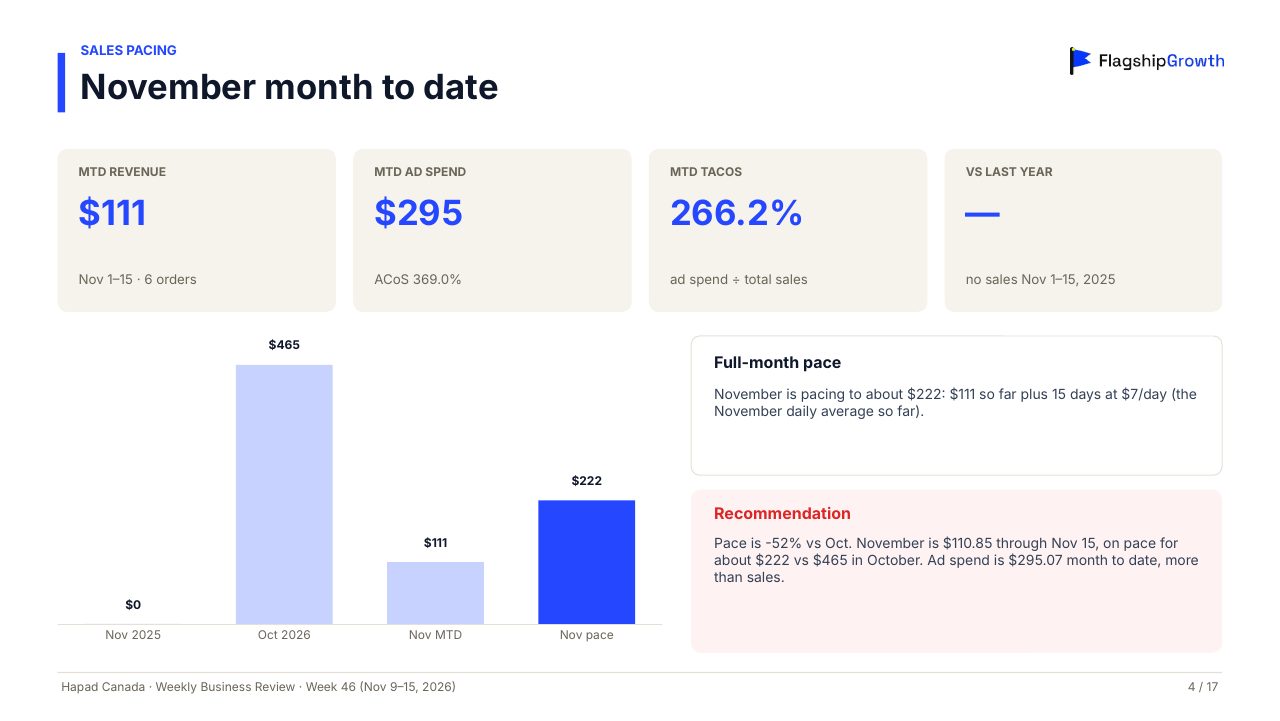 SALES PACING
November month to date
FlagshipGrowth
MTD REVENUE
$111
Nov 1–15 · 6 orders
MTD AD SPEND
$295
ACoS 369.0%
MTD TACOS
266.2%
ad spend ÷ total sales
VS LAST YEAR
—
no sales Nov 1–15, 2025
$0
$465
$111
$222
Nov 2025
Oct 2026
Nov MTD
Nov pace
Full-month pace
November is pacing to about $222: $111 so far plus 15 days at $7/day (the
November daily average so far).
Recommendation
Pace is -52% vs Oct. November is $110.85 through Nov 15, on pace for
about $222 vs $465 in October. Ad spend is $295.07 month to date, more
than sales.
Hapad Canada · Weekly Business Review · Week 46 (Nov 9–15, 2026)
4 / 17